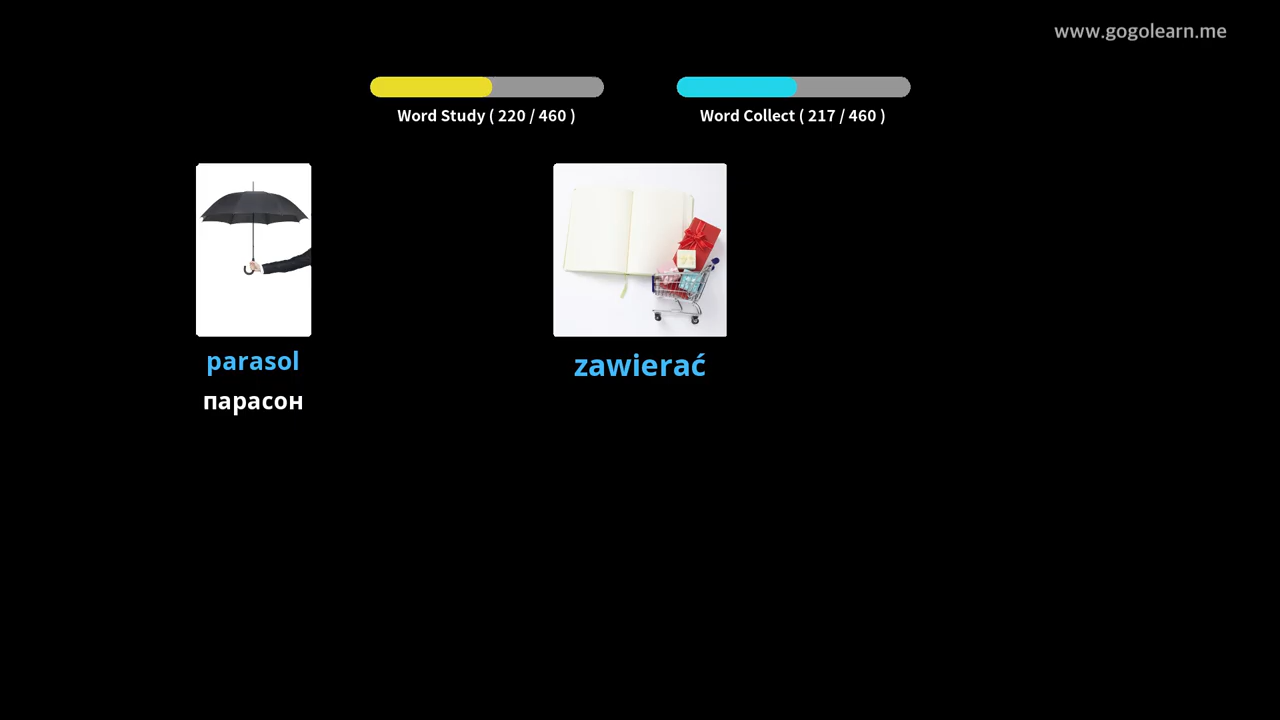 www.gogolearn.me
Word Study ( 220 / 460 )
Word Collect ( 217 / 460 )
parasol
парасон
zawierać